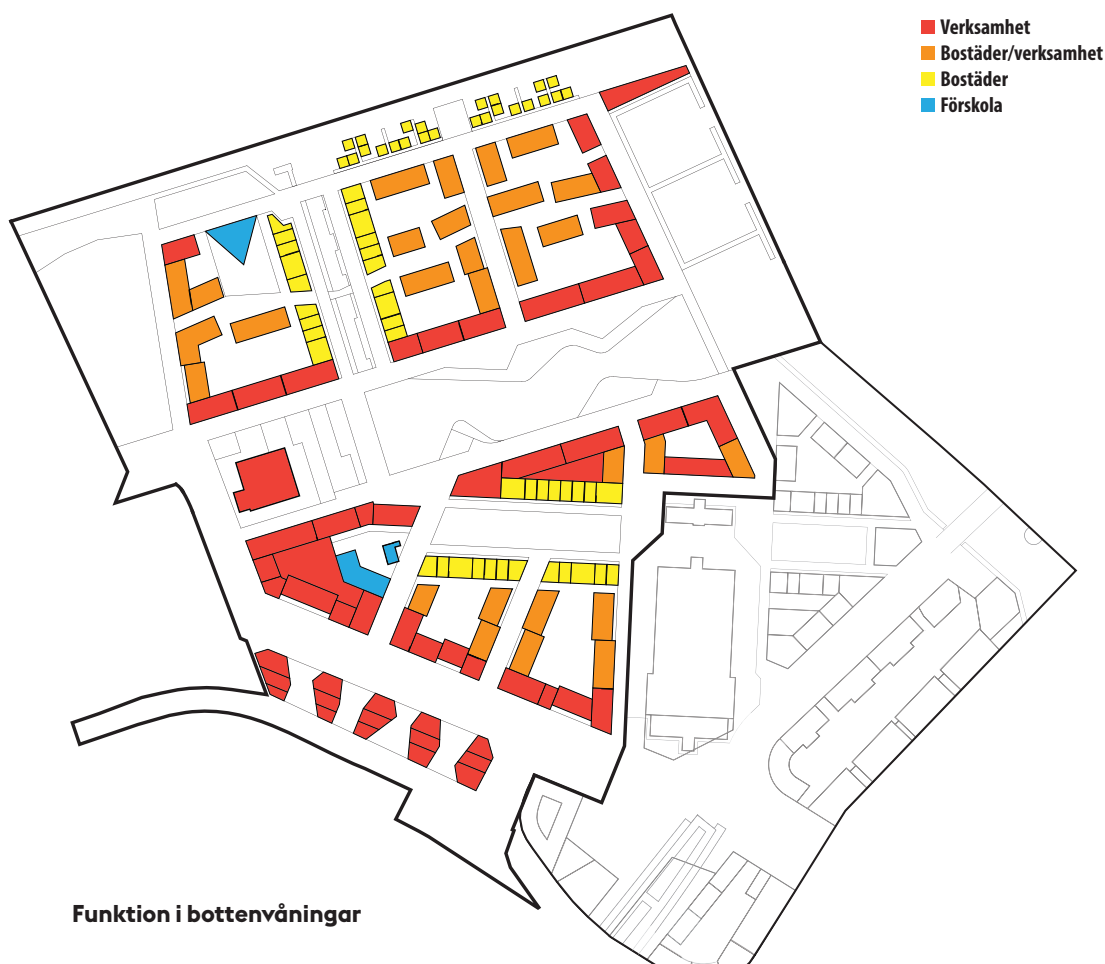 Verksamhet
Bostäder/verksamhet
Bostäder
Förskola
Funktion i bottenvåningar